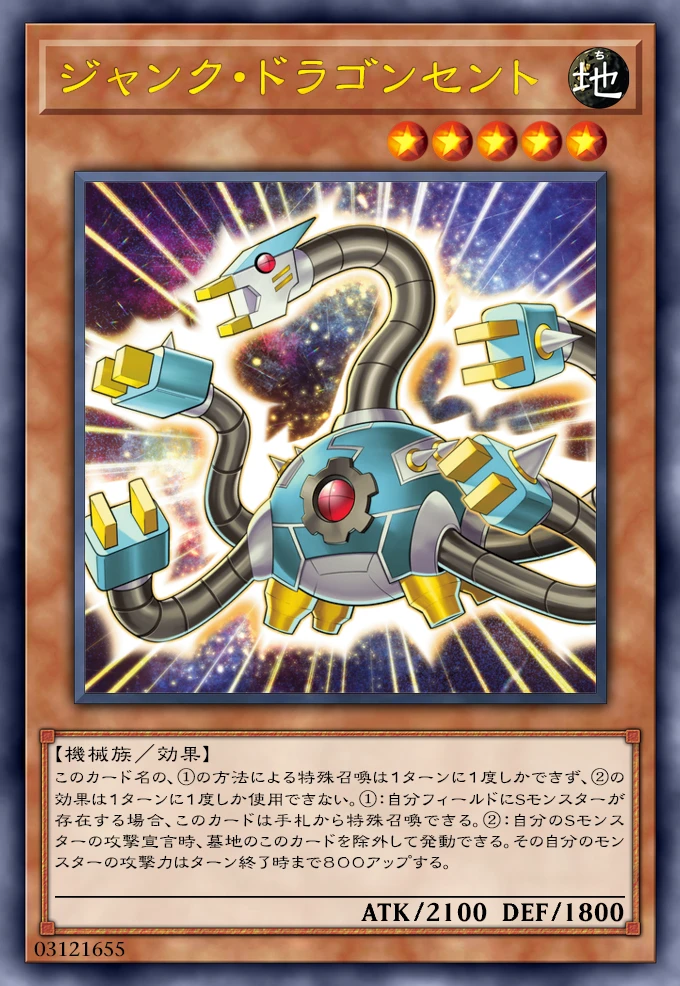 ジャンク・ドラゴンセント
ち
地
【機械族／効果】
このカード名の、①の方法による特殊召喚は１ターンに１度しかできず、②の
効果は１ターンに１度しか使用できない。①：自分フィールドにSモンスターが
存在する場合、このカードは手札から特殊召喚できる。②：自分のSモンス
ターの攻撃宣言時、墓地のこのカードを除外して発動できる。その自分のモン
スターの攻撃力はターン終了時まで８００アップする。
ATK/2100 DEF/1800
03121655